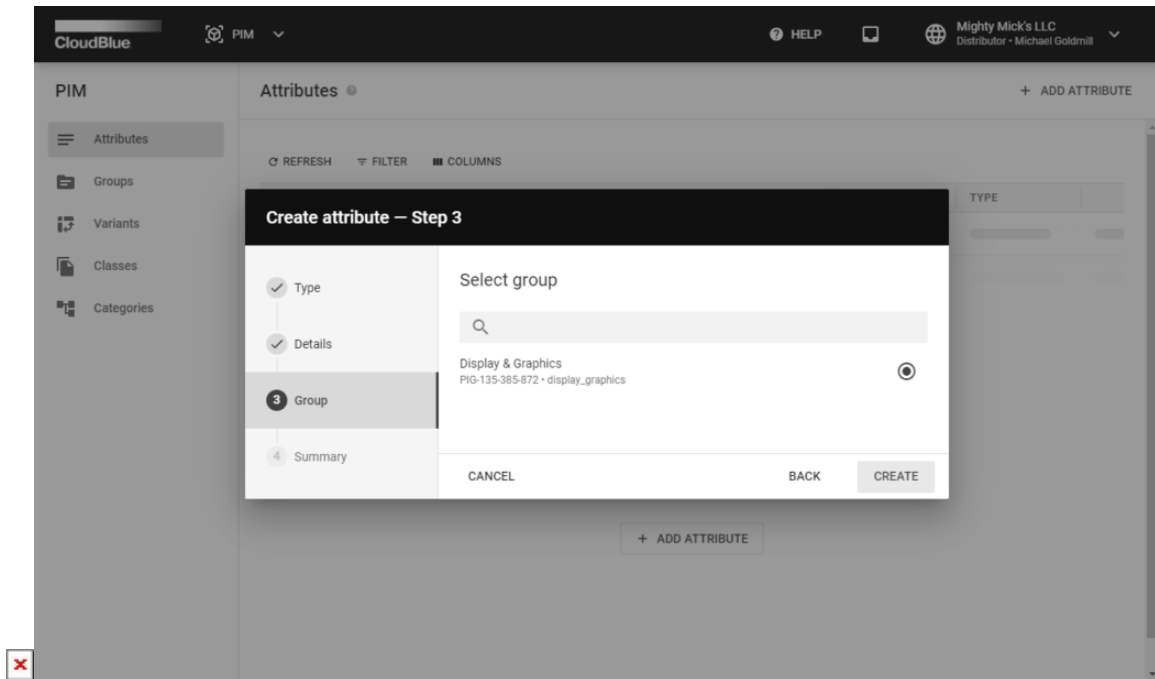 CloudBlue
PIM
HELP
Mighty Mick's LLC
Distributor • Michael Goldmill
PIM
Attributes
Groups
Variants
Classes
Categories
Attributes
+ ADD ATTRIBUTE
REFRESH
FILTER
COLUMNS
TYPE
Create attribute — Step 3
Type
Details
3 Group
4 Summary
Select group
Display & Graphics
PIG-135-385-872 • display_graphics
CANCEL
BACK
CREATE
+ ADD ATTRIBUTE